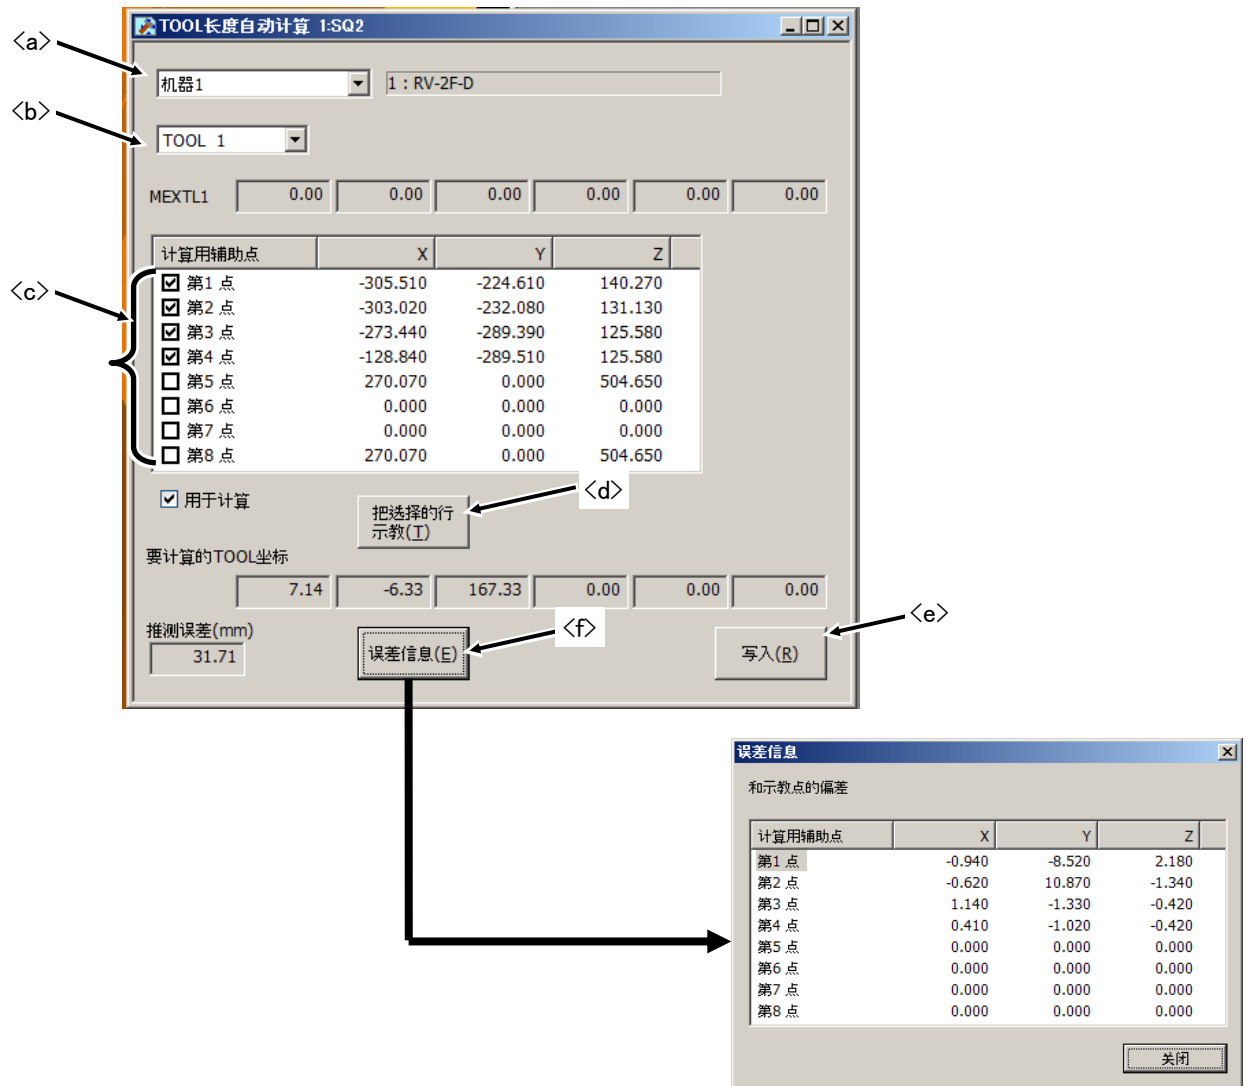 TOOL长度自动计算 1:SQ2
<a>
机器1 1 : RV-2F-D
<b>
TOOL 1
MEXTL1 0.00 0.00 0.00 0.00 0.00 0.00
计算用辅助点 X Y Z
<c>
第1 点 -305.510 -224.610 140.270
第2 点 -303.020 -232.080 131.130
第3 点 -273.440 -289.390 125.580
第4 点 -128.840 -289.510 125.580
第5 点 270.070 0.000 504.650
第6 点 0.000 0.000 0.000
第7 点 0.000 0.000 0.000
第8 点 270.070 0.000 504.650
<d>
用于计算
把选择的行
示教(T)
要计算的TOOL坐标
7.14 -6.33 167.33 0.00 0.00 0.00
<e>
<f>
推测误差(mm)
31.71
误差信息(E)
写入(R)
误差信息
和示教点的偏差
计算用辅助点 X Y Z
第1 点 -0.940 -8.520 2.180
第2 点 -0.620 10.870 -1.340
第3 点 1.140 -1.330 -0.420
第4 点 0.410 -1.020 -0.420
第5 点 0.000 0.000 0.000
第6 点 0.000 0.000 0.000
第7 点 0.000 0.000 0.000
第8 点 0.000 0.000 0.000
关闭